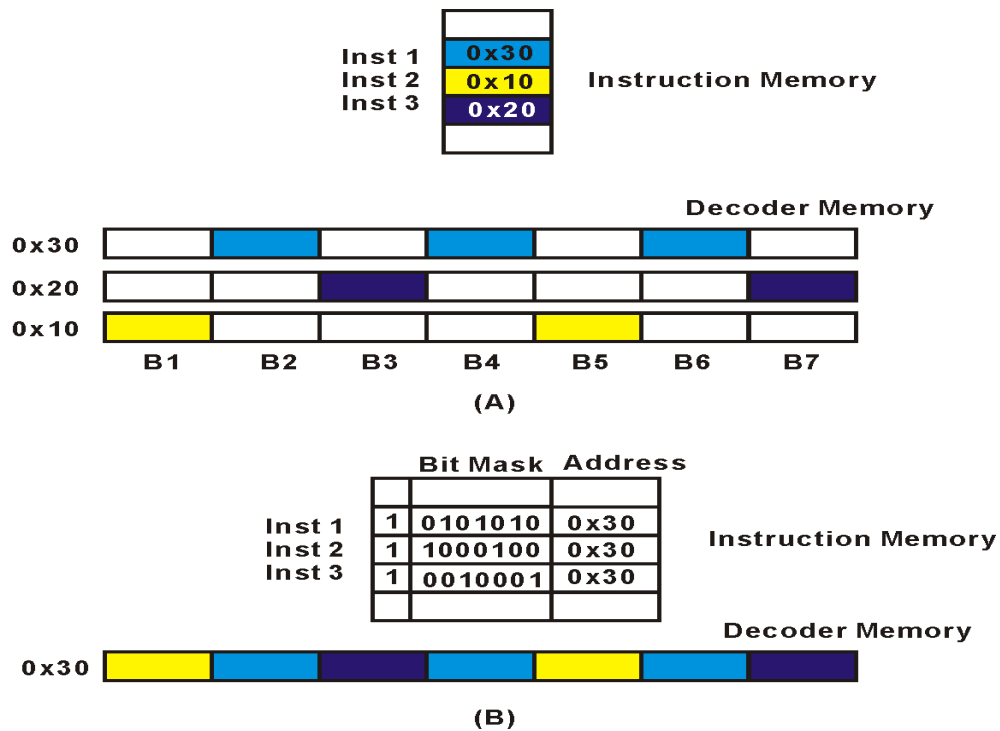 Inst 1 0x30
Inst 2 0x10 Instruction Memory
Inst 3 0x20
Decoder Memory
0x30
0x20
0x10
B1 B2 B3 B4 B5 B6 B7
(A)
Bit Mask Address
Inst 1 1 0101010 0x30
Inst 2 1 1000100 0x30 Instruction Memory
Inst 3 1 0010001 0x30
Decoder Memory
0x30
(B)